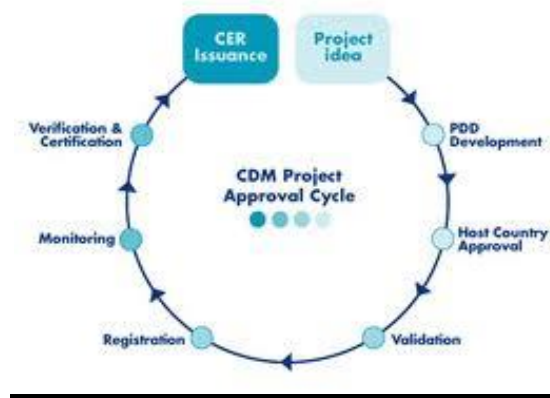 CER
Issuance
Project
idea
PDD
Development
Host Country
Approval
Validation
Registration
Monitoring
Verification &
Certification
CDM Project
Approval Cycle